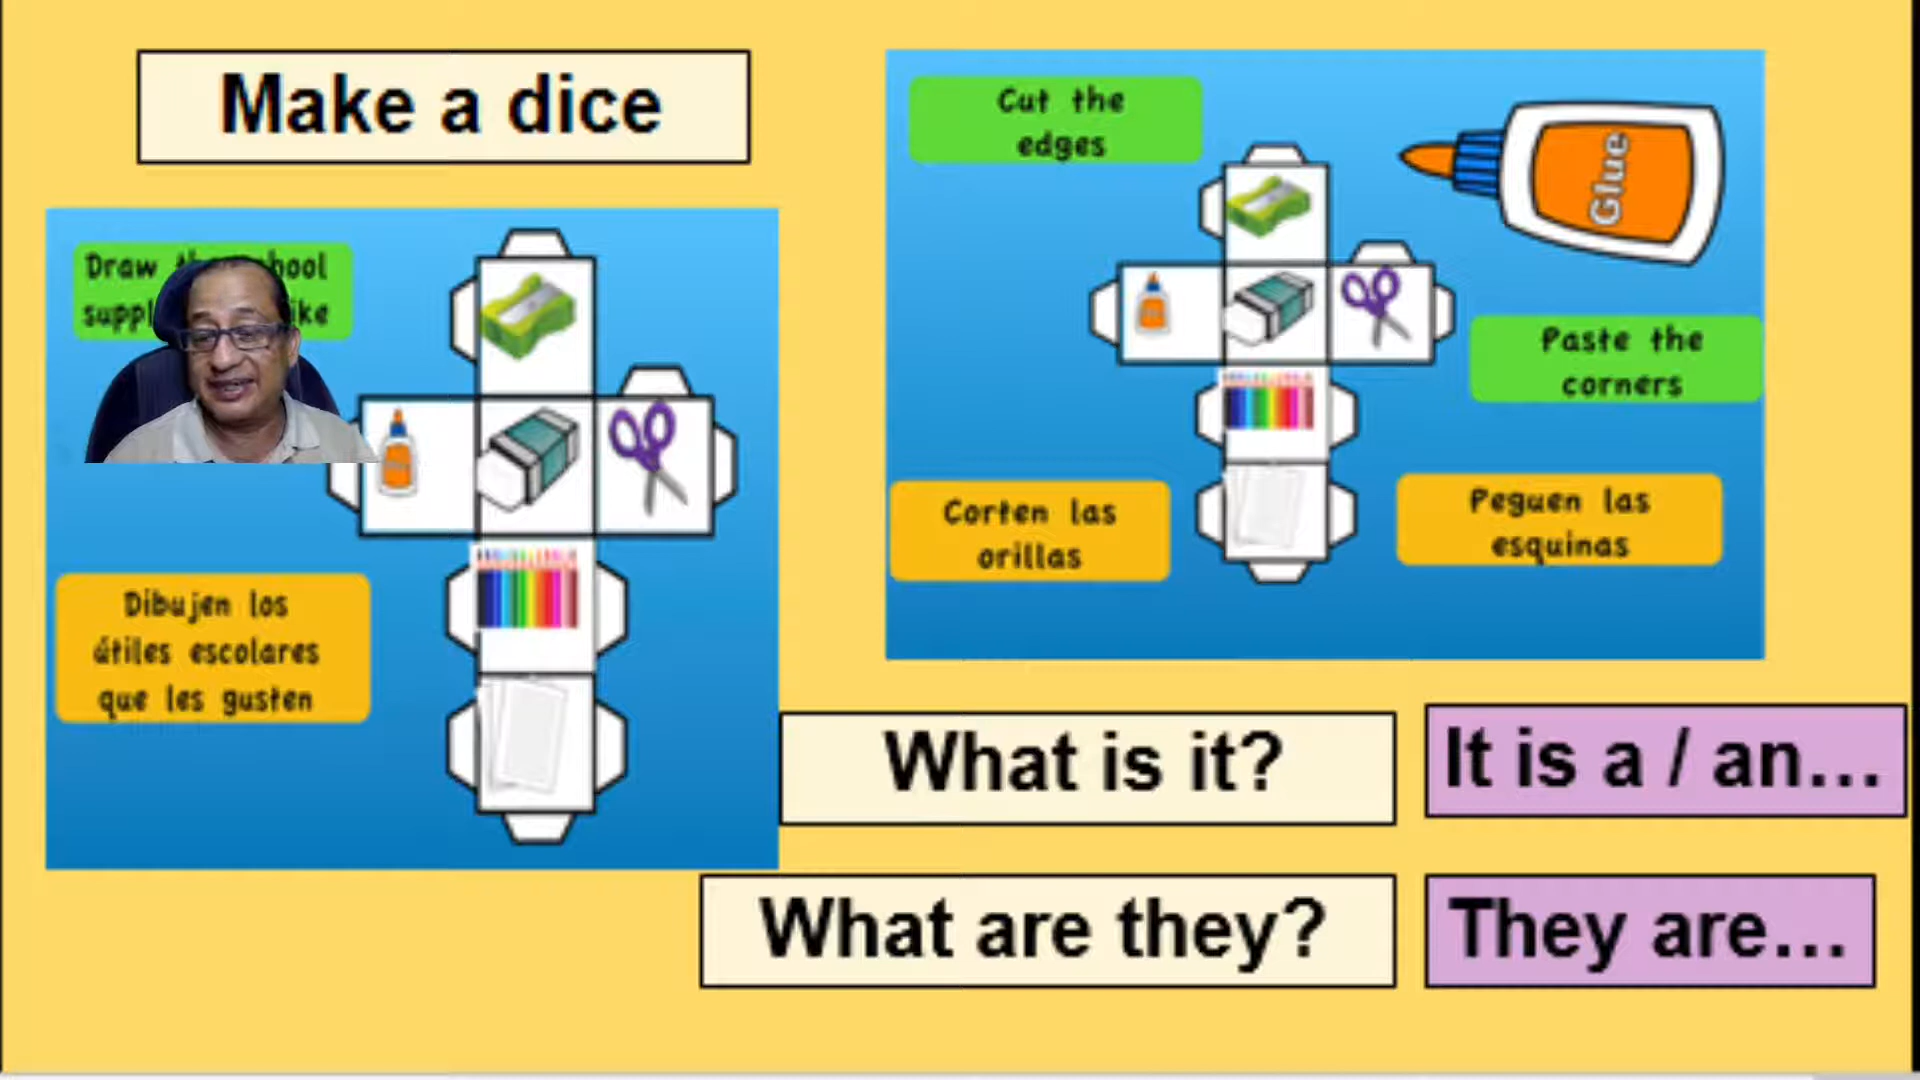 Make a dice
Draw
suppl ike
Dibujen los
útiles escolares
que les gusten
Cut the
edges
Glue
Paste the
corners
Corten las
orillas
Peguen las
esquinas
What is it?
It is a / an...
What are they?
They are...